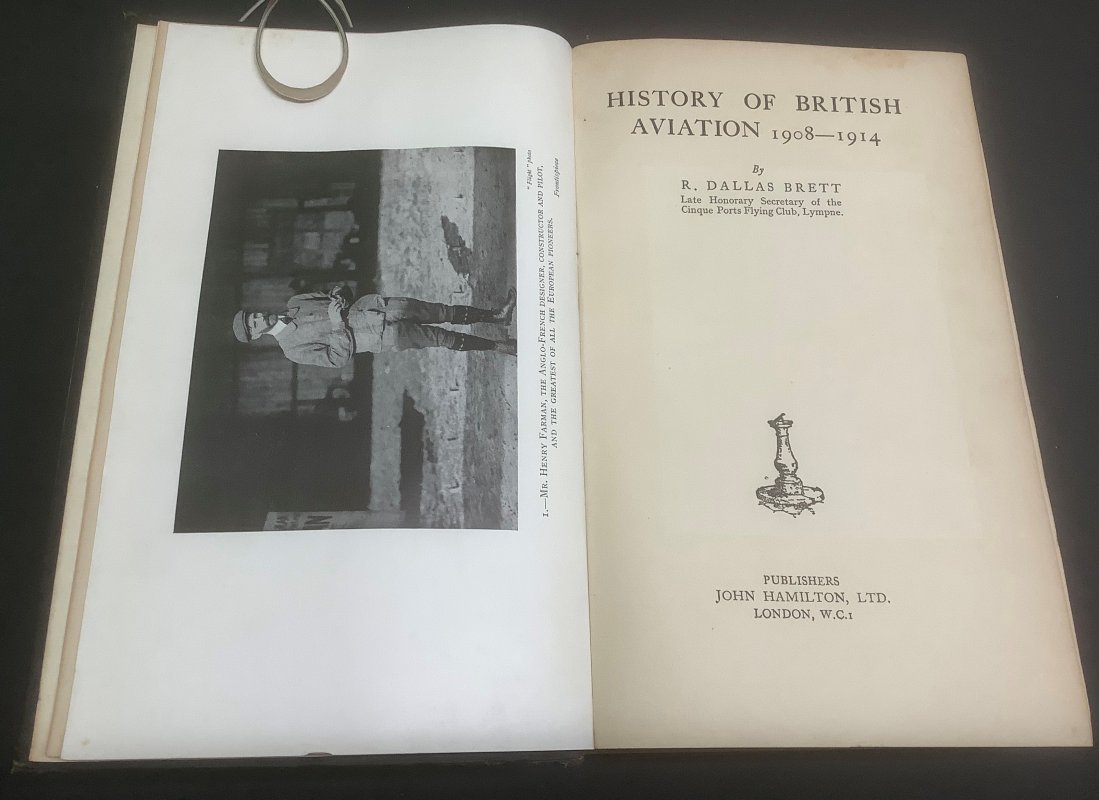 "Flight" photo
Frontispiece
1.—MR. HENRY FARMAN, THE ANGLO-FRENCH DESIGNER, CONSTRUCTOR AND PILOT,
AND THE GREATEST OF ALL THE EUROPEAN PIONEERS.
HISTORY OF BRITISH
AVIATION 1908—1914
By
R. DALLAS BRETT
Late Honorary Secretary of the
Cinque Ports Flying Club, Lympne.
PUBLISHERS
JOHN HAMILTON, LTD.
LONDON, W.C.1